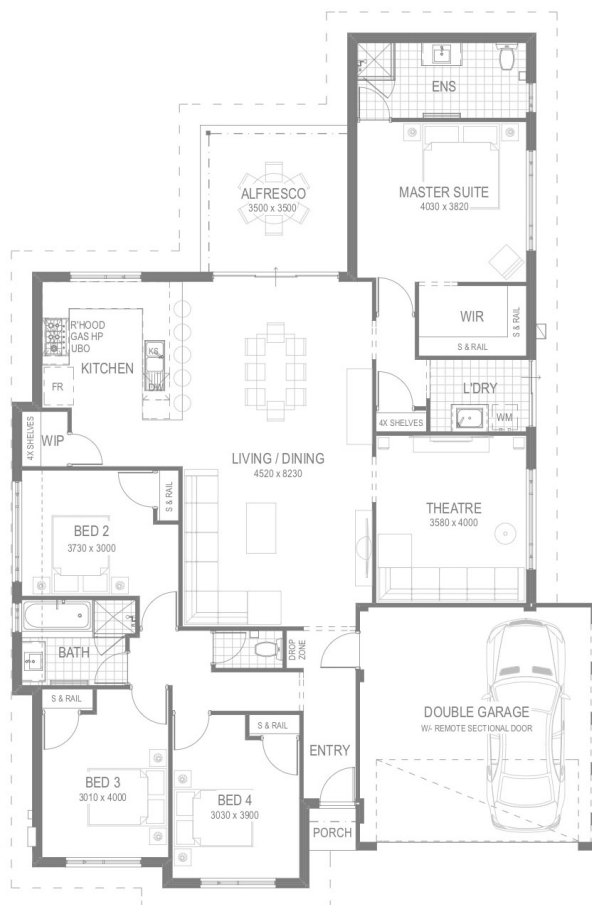 ENS
MASTER SUITE
4030 x 3820
ALFRESCO
3500 x 3500
WIR
S & RAIL
S & RAIL
R'HOOD
GAS HP
UBO
KITCHEN
KS
DW
FR
L'DRY
WM
4X SHELVES
4X SHELVES
WIP
LIVING / DINING
4520 x 8230
THEATRE
3580 x 4000
S & RAIL
BED 2
3730 x 3000
BATH
DROP
ZONE
S & RAIL
S & RAIL
ENTRY
DOUBLE GARAGE
W/- REMOTE SECTIONAL DOOR
BED 3
3010 x 4000
BED 4
3030 x 3900
PORCH